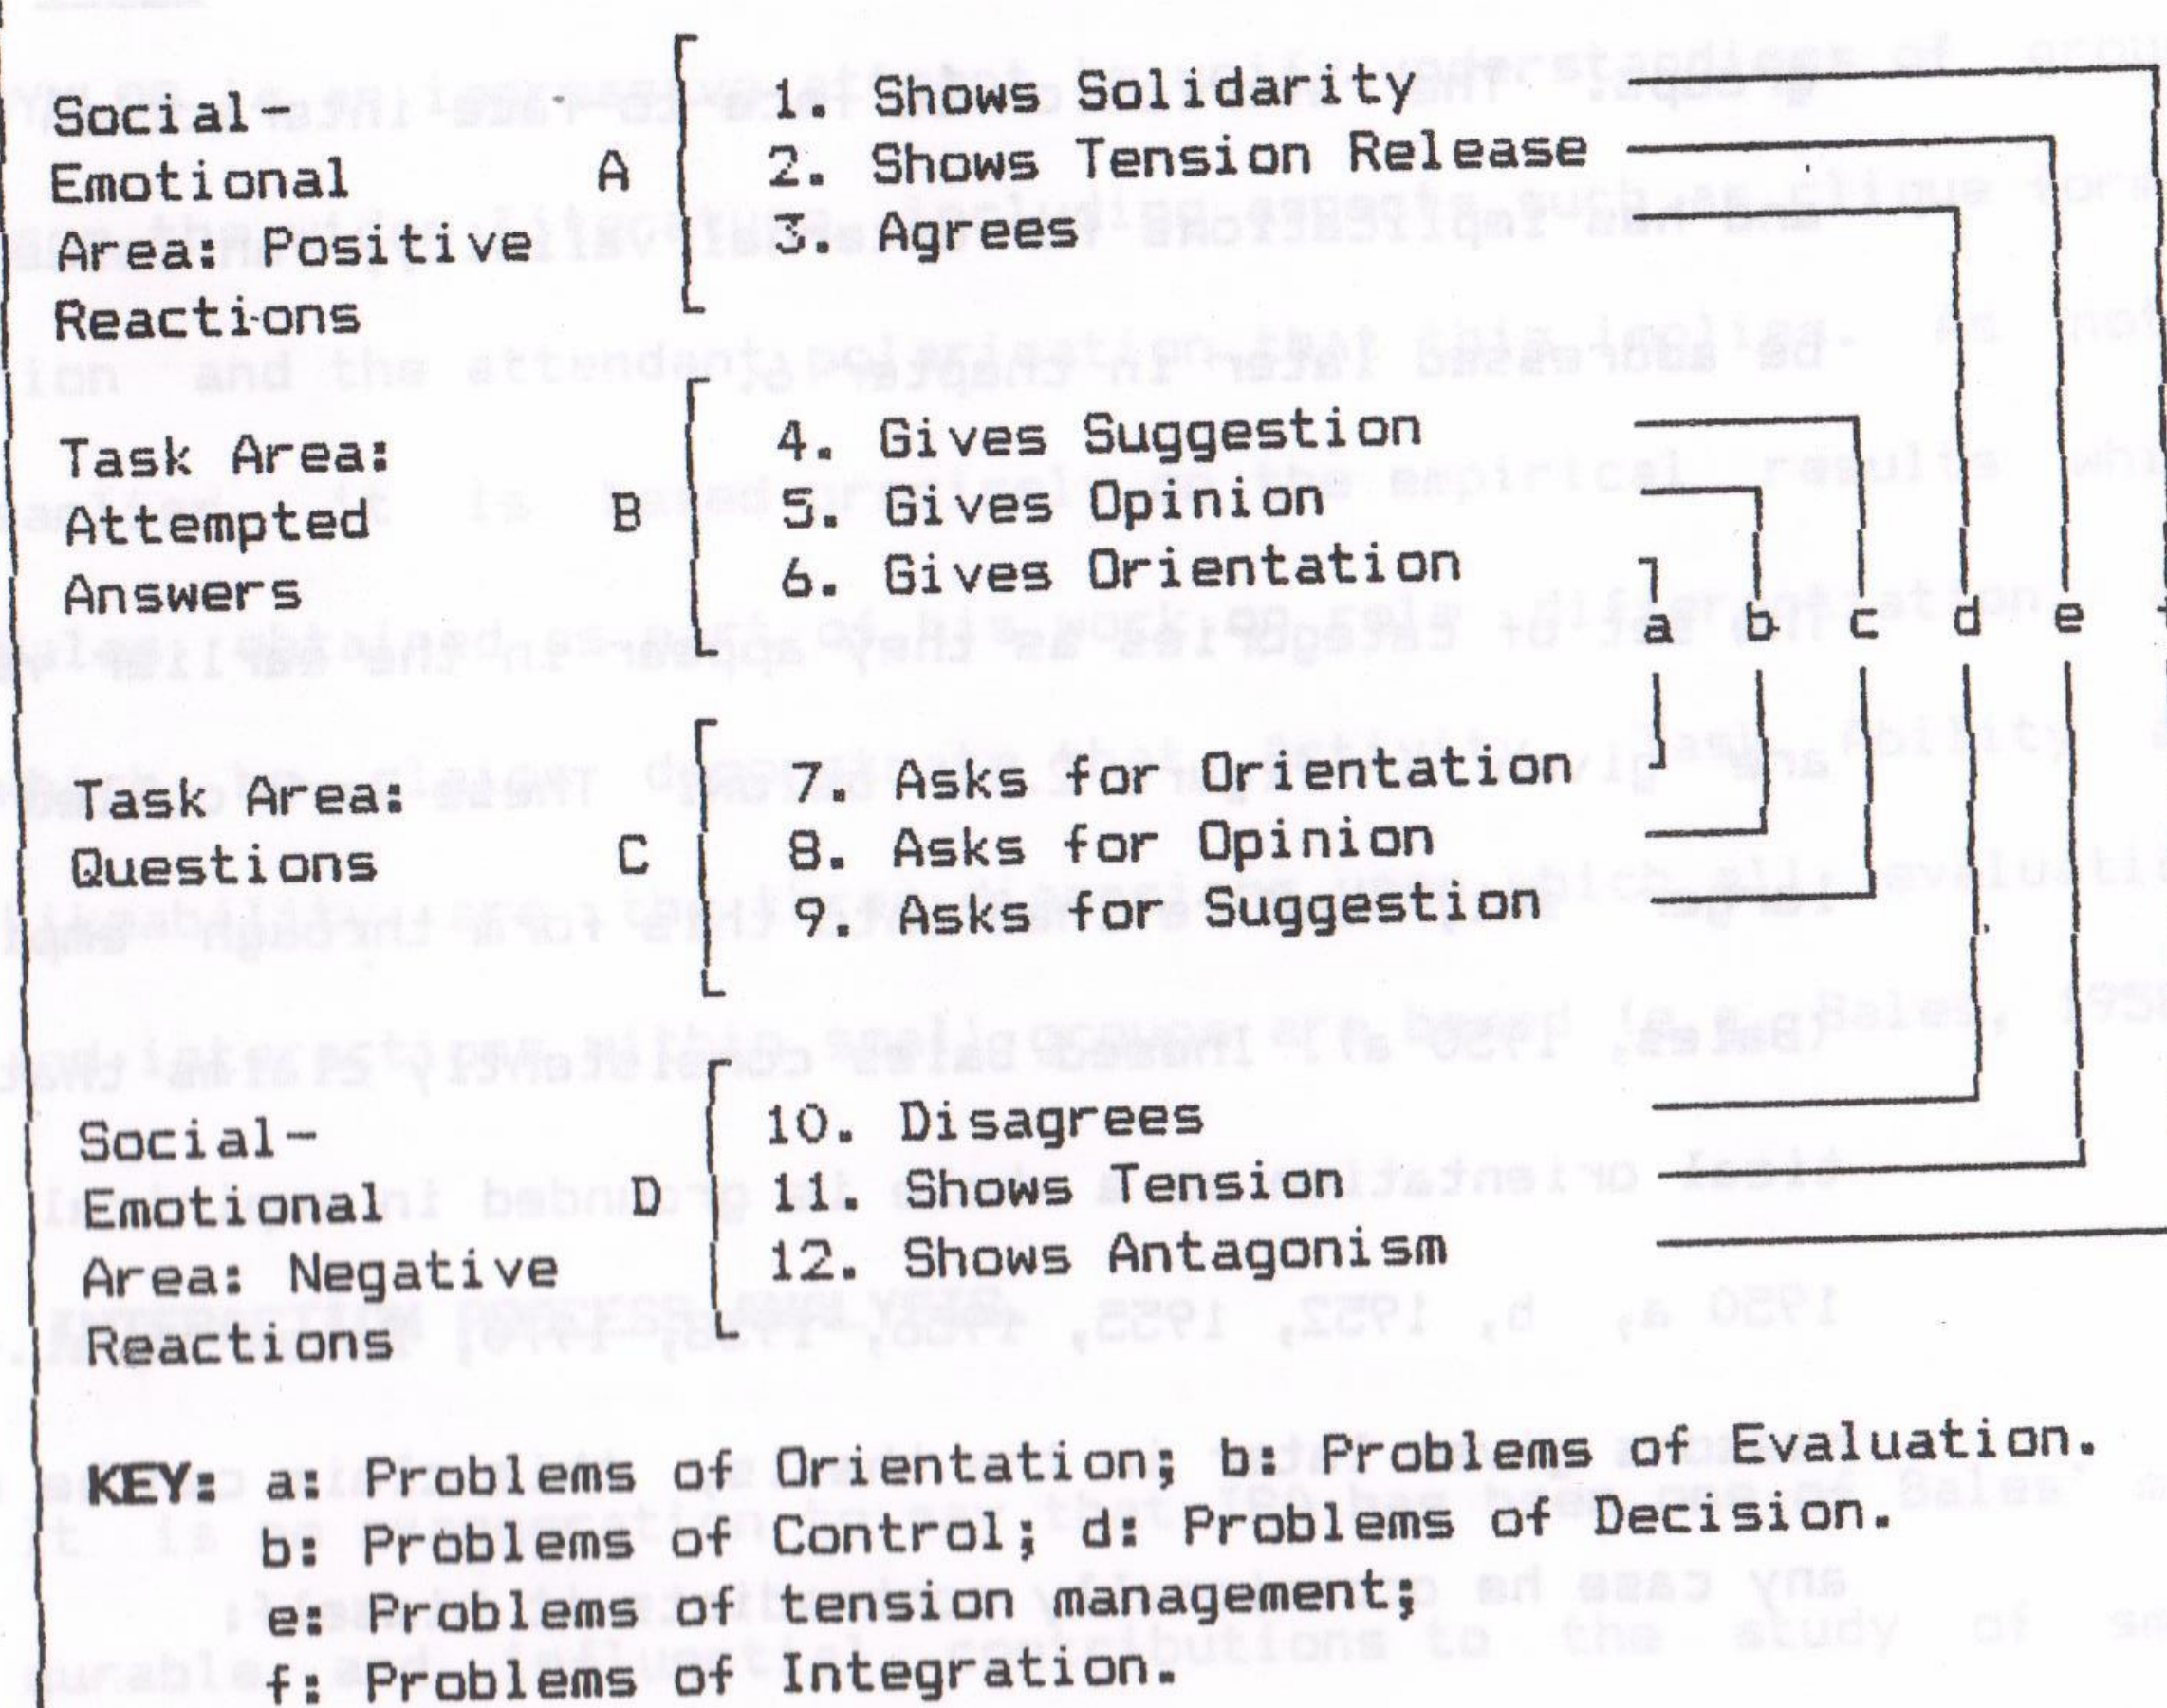 Social
Emotional A
Area: Positive
Reactions
1. Shows Solidarity
2. Shows Tension Release
3. Agrees
Task Area:
Attempted B
Answers
4. Gives Suggestion
5. Gives Opinion
6. Gives Orientation
a b c d e
Task Area:
Questions C
7. Asks for Orientation
8. Asks for Opinion
9. Asks for Suggestion
Social-
Emotional D
Area: Negative
Reactions
10. Disagrees
11. Shows Tension
12. Shows Antagonism
KEY: a: Problems of Orientation; b: Problems of Evaluation.
b: Problems of Control; d: Problems of Decision.
e: Problems of tension management;
f: Problems of Integration.